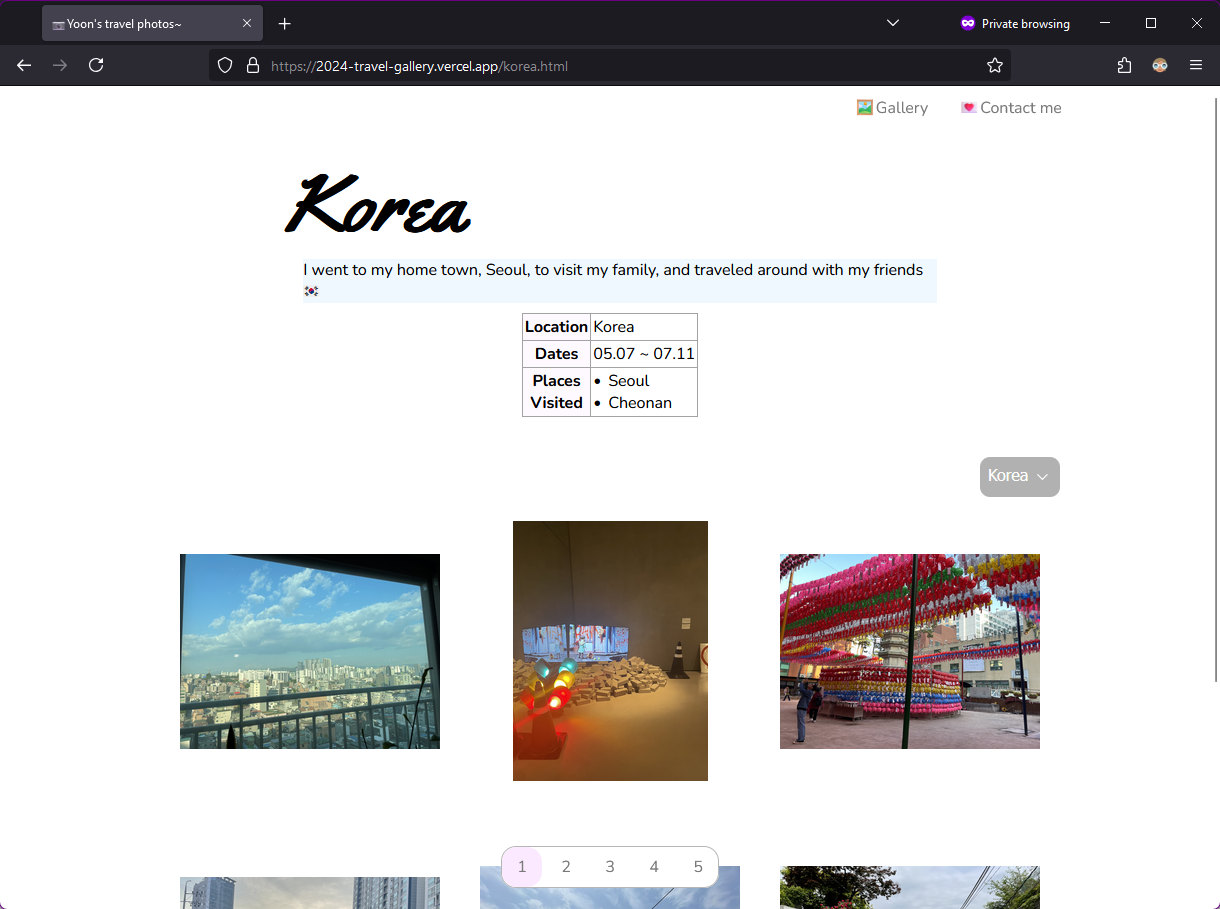 Yoon's travel photos~
Private browsing
https://2024-travel-gallery.vercel.app/korea.html
Gallery
Contact me
Korea
I went to my home town, Seoul, to visit my family, and traveled around with my friends
🇰🇷
Location Korea
Dates 05.07 ~ 07.11
Places Visited
• Seoul
• Cheonan
Korea
1 2 3 4 5